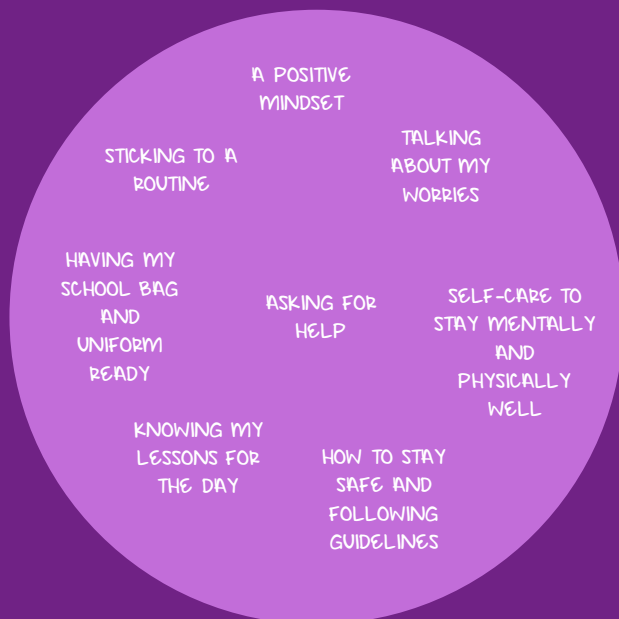 A POSITIVE
MINDSET
TALKING
ABOUT MY
WORRIES
STICKING TO A
ROUTINE
HAVING MY
SCHOOL BAG
AND
UNIFORM
READY
ASKING FOR
HELP
SELF-CARE TO
STAY MENTALLY
AND
PHYSICALLY
WELL
KNOWING MY
LESSONS FOR
THE DAY
HOW TO STAY
SAFE AND
FOLLOWING
GUIDELINES